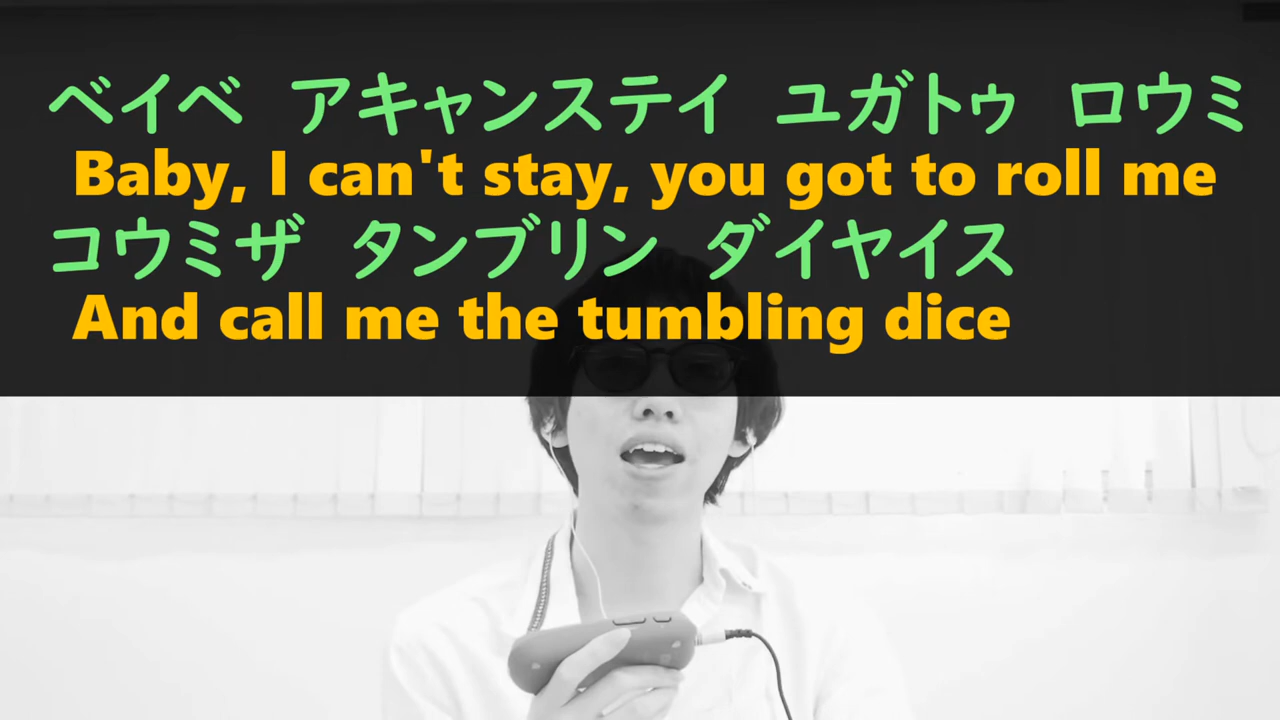 ベイベ アキャンステイ ユガトゥ ロウミ
Baby, I can't stay, you got to roll me
コウミザ タンブリン ダイヤイス
And call me the tumbling dice